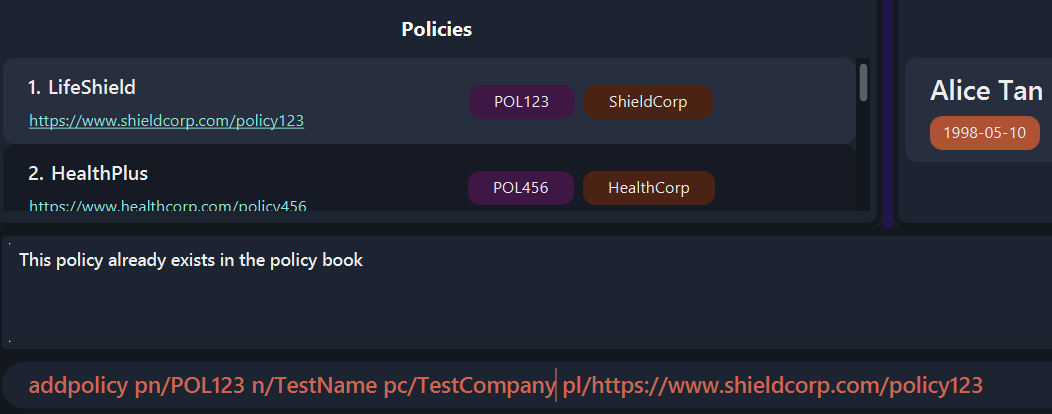 Policies
1. LifeShield
POL123
ShieldCorp
https://www.shieldcorp.com/policy123
2. HealthPlus
POL456
HealthCorp
https://www.healthcorp.com/policy456
Alice Tan
1998-05-10
This policy already exists in the policy book
addpolicy pn/POL123 n/TestName pc/TestCompany pl/https://www.shieldcorp.com/policy123